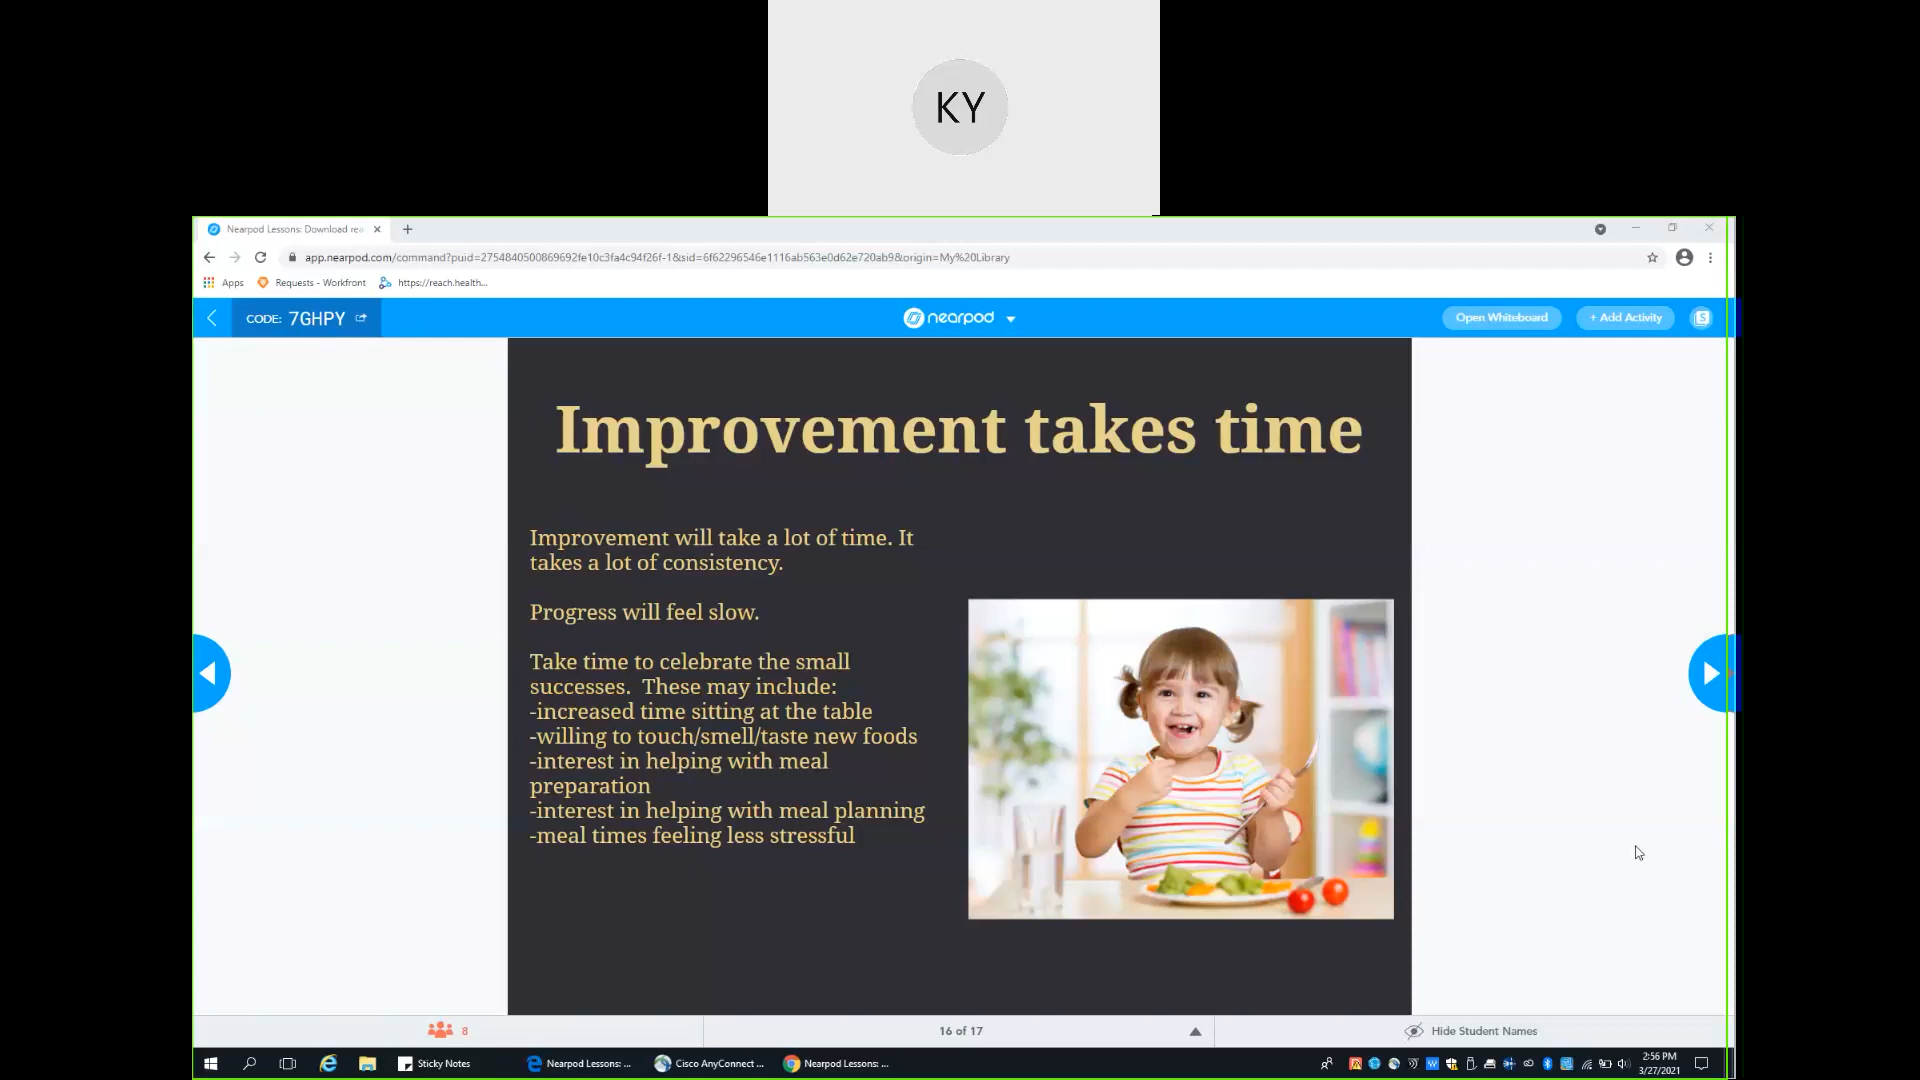 KY
Nearpod Lessons: Download rea
app.nearpod.com/command?puid=2754840500869692fe10c3fa4c94f26f-1&sid=6f62296546e1116ab563e0d62e720ab9&origin=My%20Library
Apps Requests - Workfront https://reach.health...
CODE: 7GHPY nearpod Open Whiteboard + Add Activity
Improvement takes time
Improvement will take a lot of time. It
takes a lot of consistency.
Progress will feel slow.
Take time to celebrate the small
successes.  These may include:
-increased time sitting at the table
-willing to touch/smell/taste new foods
-interest in helping with meal
preparation
-interest in helping with meal planning
-meal times feeling less stressful
8 16 of 17 Hide Student Names
Sticky Notes Nearpod Lessons: ... Cisco AnyConnect ... Nearpod Lessons: ...
2:56 PM
3/27/2021